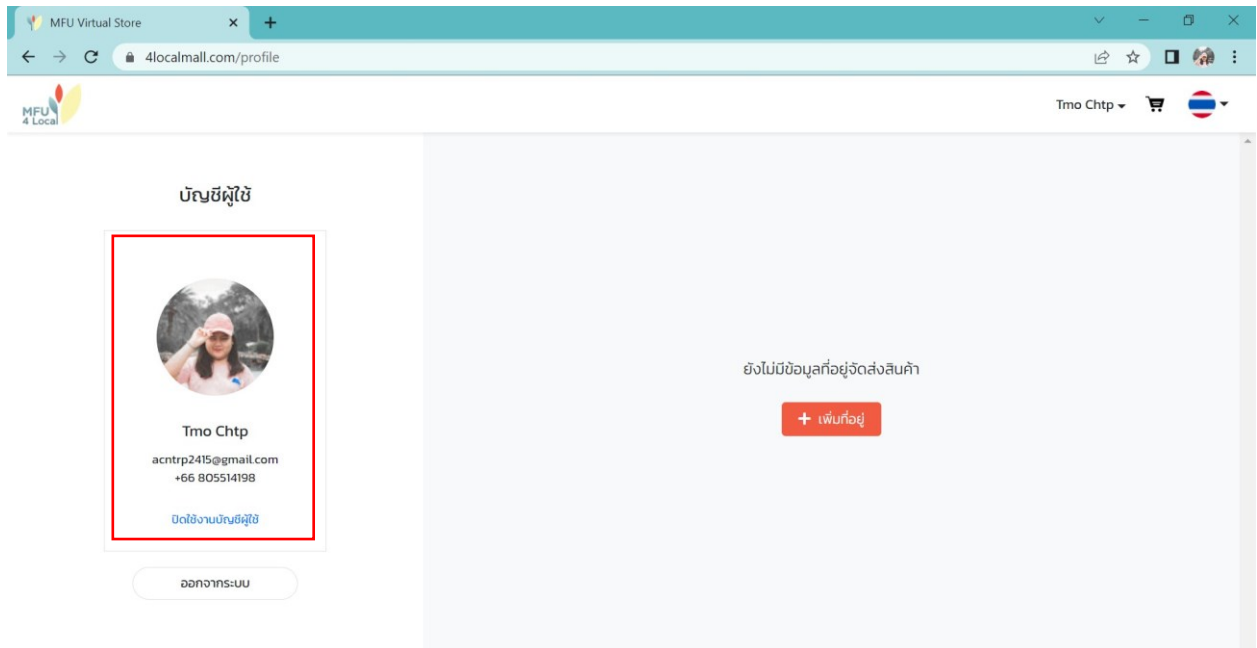 MFU Virtual Store
4localmall.com/profile
MFU
4 Local
Tmo Chtp
บัญชีผู้ใช้
Tmo Chtp
acntrp2415@gmail.com
+66 805514198
ปิดใช้งานบัญชีผู้ใช้
ออกจากระบบ
ยังไม่มีข้อมูลที่อยู่จัดส่งสินค้า
+ เพิ่มที่อยู่